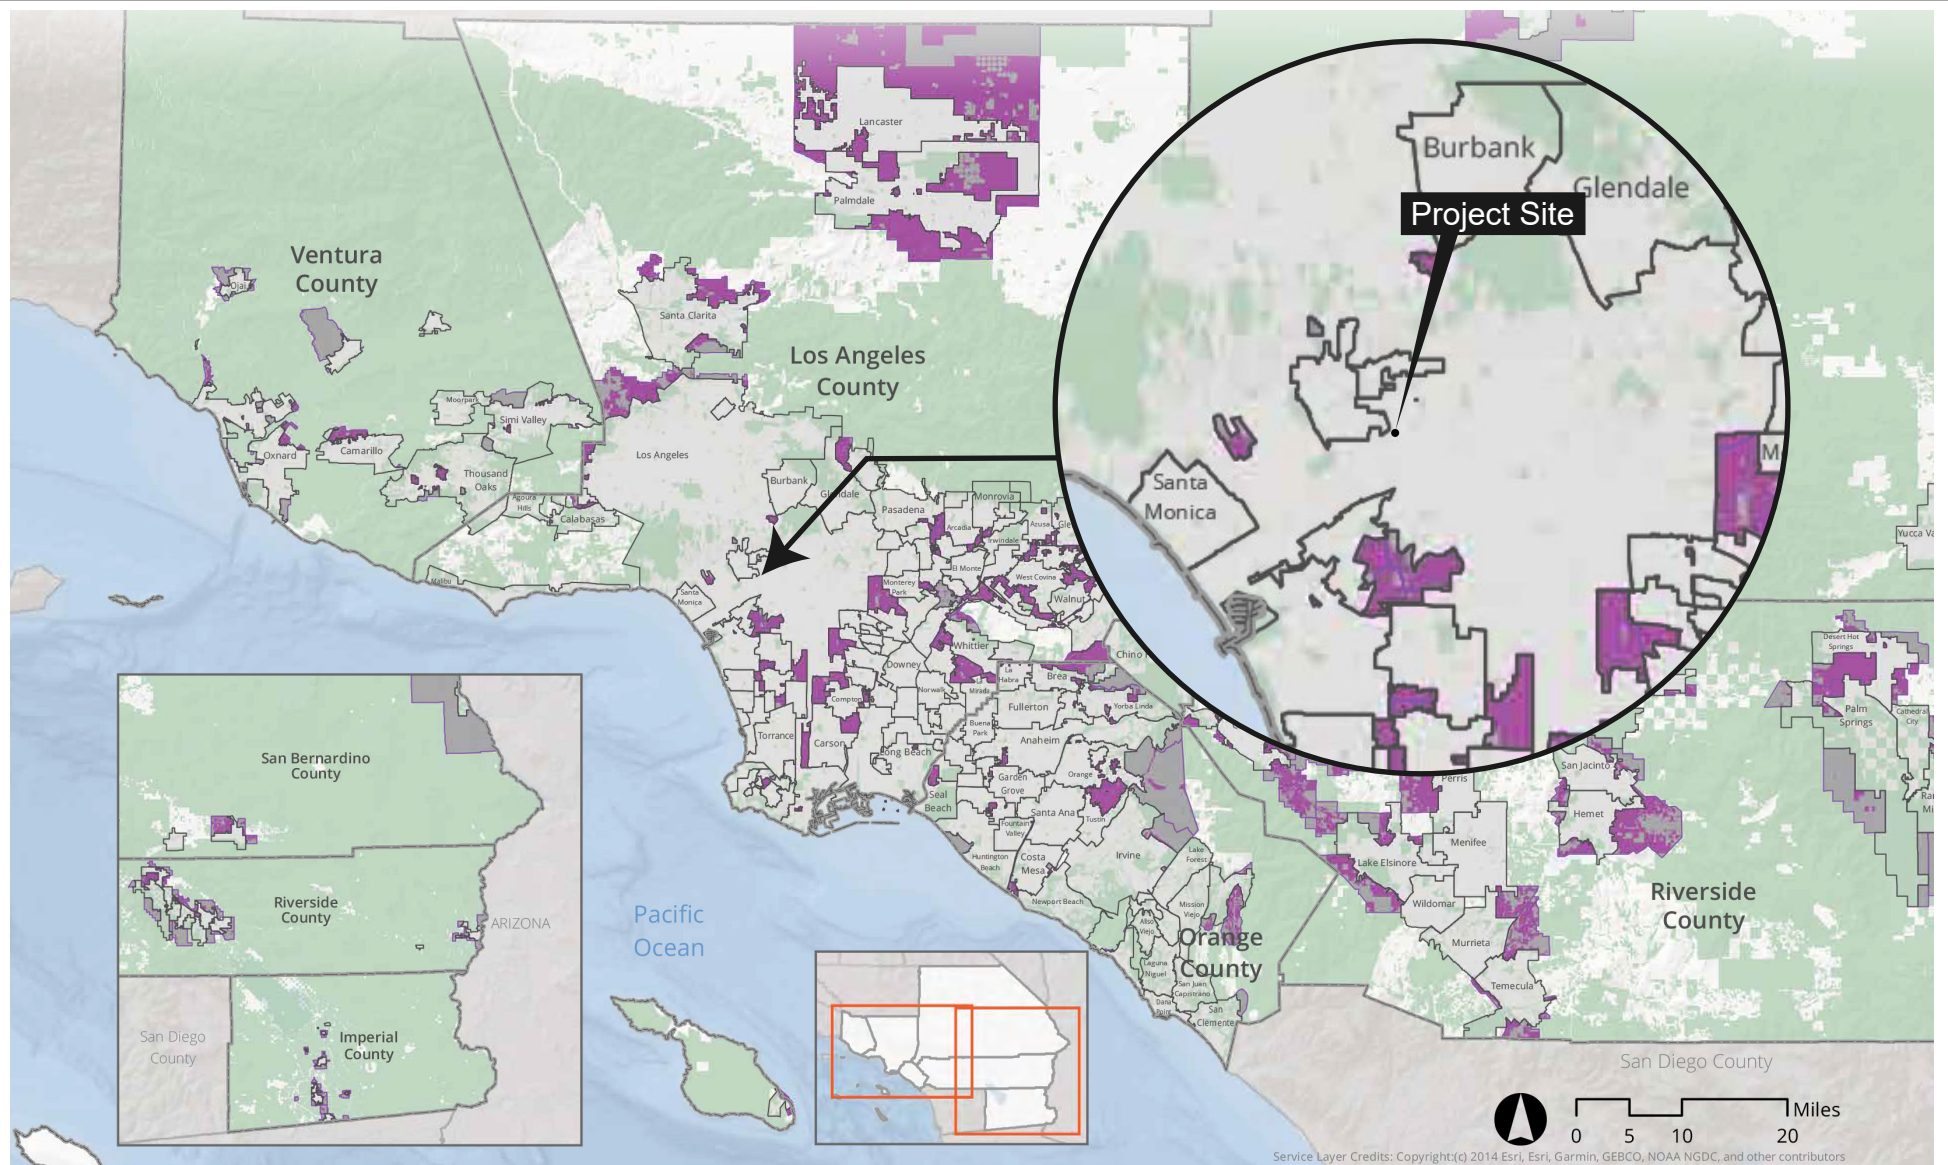 Lancaster
Palmdale
Ventura
County
Ojai
Santa Clarita
Los Angeles
County
Moorpark
Simi Valley
Oxnard
Camarillo
Thousand
Oaks
Agoura
Hills
Calabasas
Malibu
Los Angeles
Burbank
Glendale
Pasadena
Monrovia
Arcadia
Azusa
Irwindale
El Monte
Monterey
Park
West Covina
Walnut
Santa
Monica
Whittier
Downey
La
Habra
Brea
Chino
La
Mirada
Norwalk
Compton
Fullerton
Yorba Linda
Buena
Park
Torrance
Carson
Long Beach
Anaheim
Orange
Garden
Grove
Seal
Beach
Santa Ana
Tustin
Fountain
Valley
Huntington
Beach
Costa
Mesa
Irvine
Lake
Forest
Newport Beach
Mission
Viejo
Aliso
Viejo
Orange
County
Laguna
Niguel
San Juan
Capistrano
Dana
Point
San
Clemente
Burbank
Glendale
Project Site
Santa
Monica
Yucca Va
Desert Hot
Springs
Palm
Springs
Cathedral
City
Perris
San Jacinto
Hemet
Menifee
Lake Elsinore
Wildomar
Murrieta
Temecula
Riverside
County
San Diego County
San Bernardino
County
Riverside
County
ARIZONA
Imperial
County
San Diego
County
Pacific
Ocean
Miles
0 5 10 20
Service Layer Credits: Copyright:(c) 2014 Esri, Esri, Garmin, GEBCO, NOAA NGDC, and other contributors